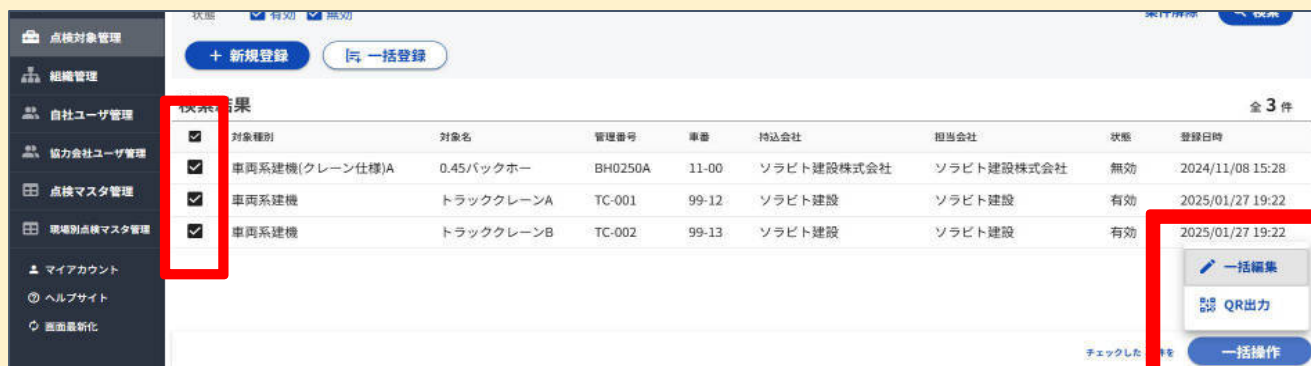 状態 有効 無効 条件解除 検索
点検対象管理
組織管理
自社ユーザ管理
協力会社ユーザ管理
点検マスタ管理
現場別点検マスタ管理
マイアカウント
ヘルプサイト
画面最新化
+ 新規登録 一括登録
検索結果 全 3 件
対象種別 対象名 管理番号 車番 持込会社 担当会社 状態 登録日時
車両系建機(クレーン仕様)A 0.45バックホー BH0250A 11-00 ソラビト建設株式会社 ソラビト建設株式会社 無効 2024/11/08 15:28
車両系建機 トラッククレーンA TC-001 99-12 ソラビト建設 ソラビト建設 有効 2025/01/27 19:22
車両系建機 トラッククレーンB TC-002 99-13 ソラビト建設 ソラビト建設 有効 2025/01/27 19:22
一括編集
QR出力
チェックした 件を 一括操作